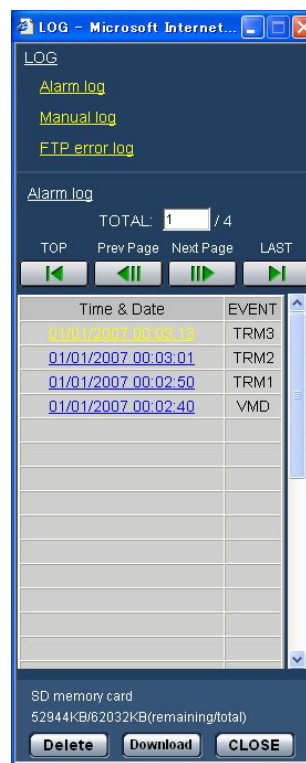 LOG - Microsoft Internet...
LOG
Alarm log
Manual log
FTP error log
Alarm log
TOTAL: 1 / 4
TOP Prev Page Next Page LAST
Time & Date EVENT
01/01/2007 00:03:13 TRM3
01/01/2007 00:03:01 TRM2
01/01/2007 00:02:50 TRM1
01/01/2007 00:02:40 VMD
SD memory card
52944KB/62032KB(remaining/total)
Delete Download CLOSE